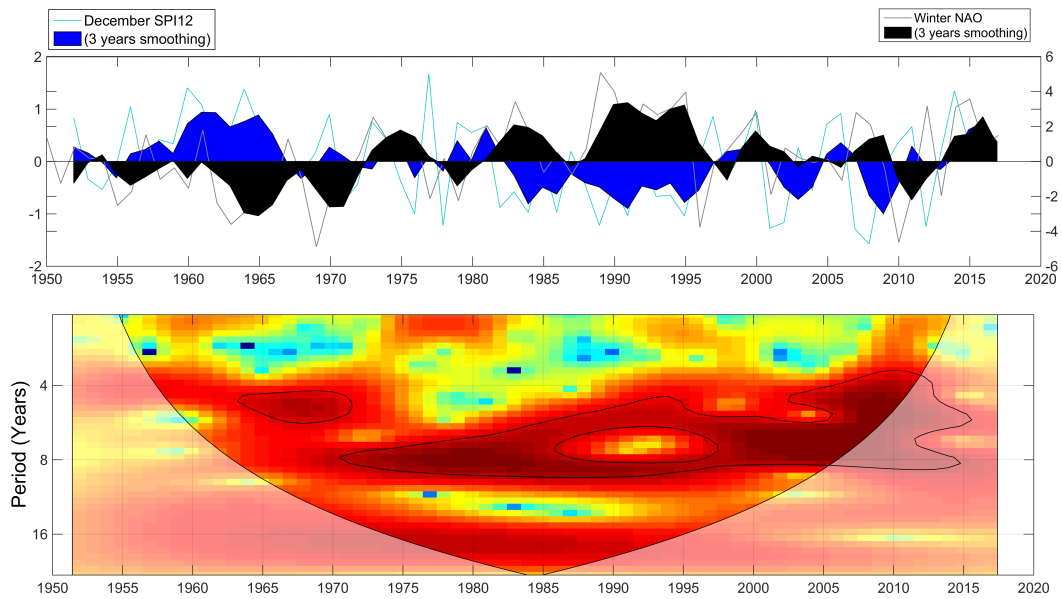 December SPI12
(3 years smoothing)
Winter NAO
(3 years smoothing)
2
1
0
-1
-2
6
4
2
0
-2
-4
-6
1950 1955 1960 1965 1970 1975 1980 1985 1990 1995 2000 2005 2010 2015 2020
Period (Years)
4
8
16
1950 1955 1960 1965 1970 1975 1980 1985 1990 1995 2000 2005 2010 2015 2020